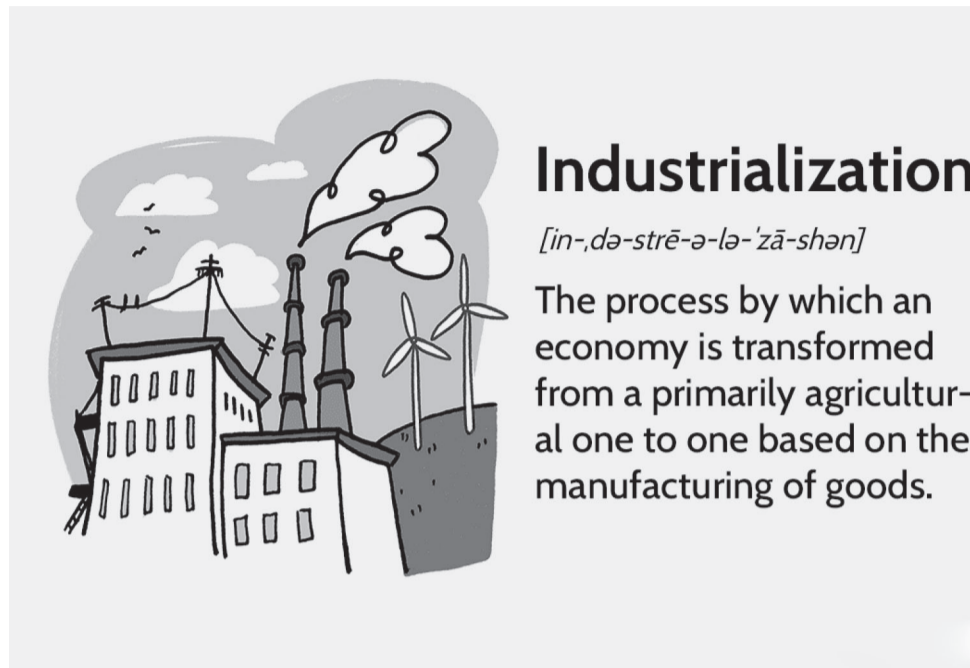 Industrialization
[in-ˌdə-strē-ə-lə-ˈzā-shən]
The process by which an
economy is transformed
from a primarily agricultur-
al one to one based on the
manufacturing of goods.